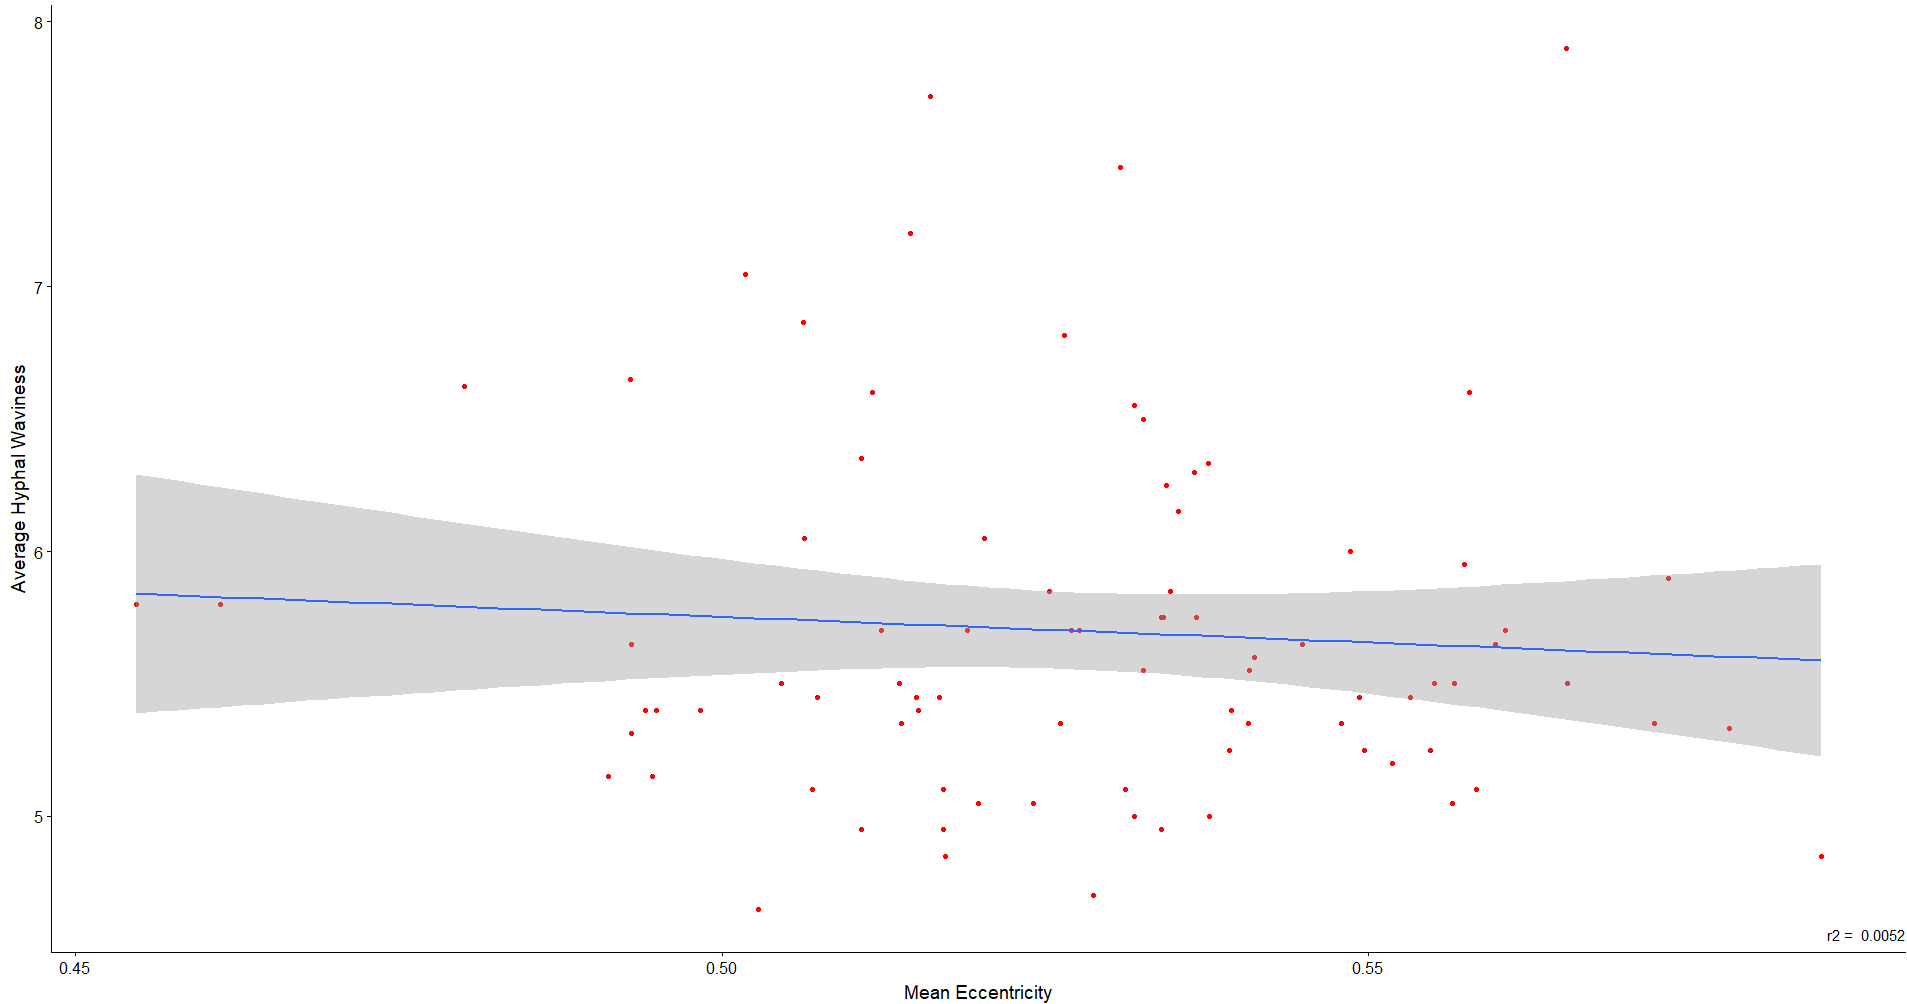 8
7
6
5
Average Hyphal Waviness
r2 = 0.0052
0.45
0.50
0.55
Mean Eccentricity